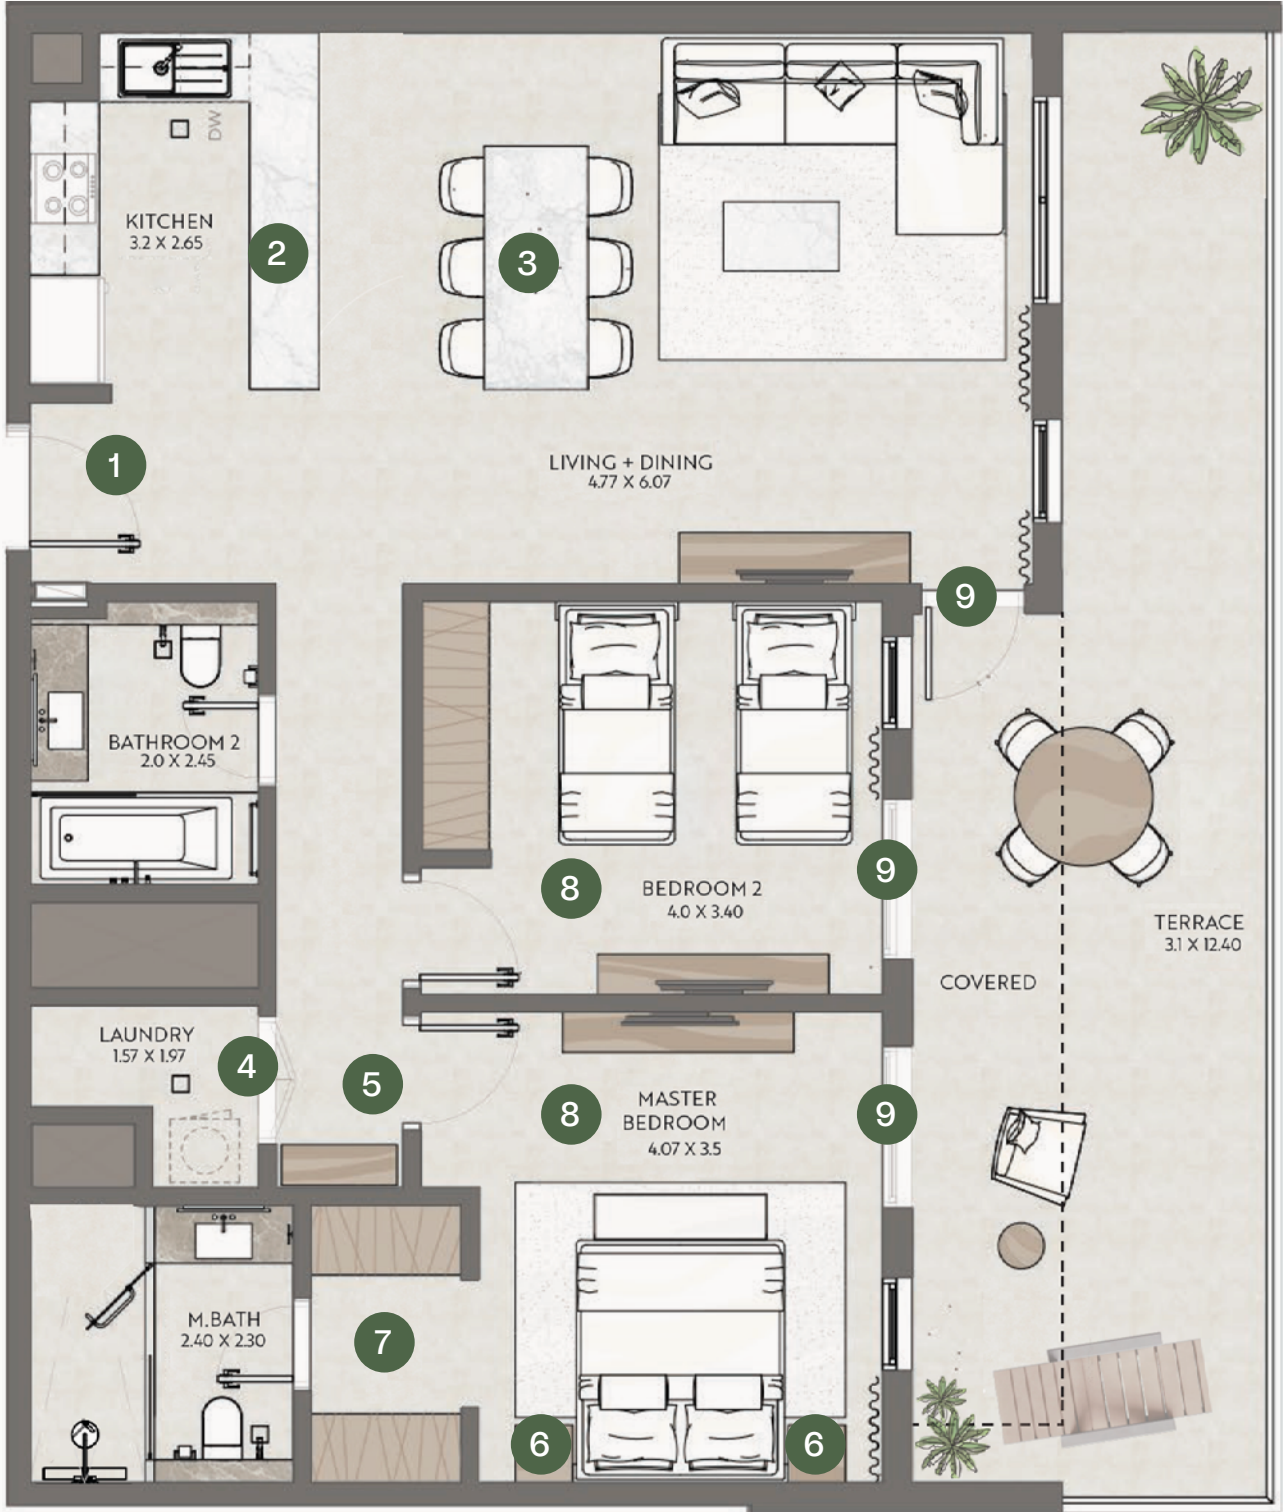 DW
KITCHEN
3.2 X 2.65
2
3
1
LIVING + DINING
4.77 X 6.07
9
BATHROOM 2
2.0 X 2.45
8
BEDROOM 2
4.0 X 3.40
9
TERRACE
3.1 X 12.40
COVERED
LAUNDRY
1.57 X 1.97
4
5
8
MASTER
BEDROOM
4.07 X 3.5
9
M.BATH
2.40 X 2.30
7
6
6